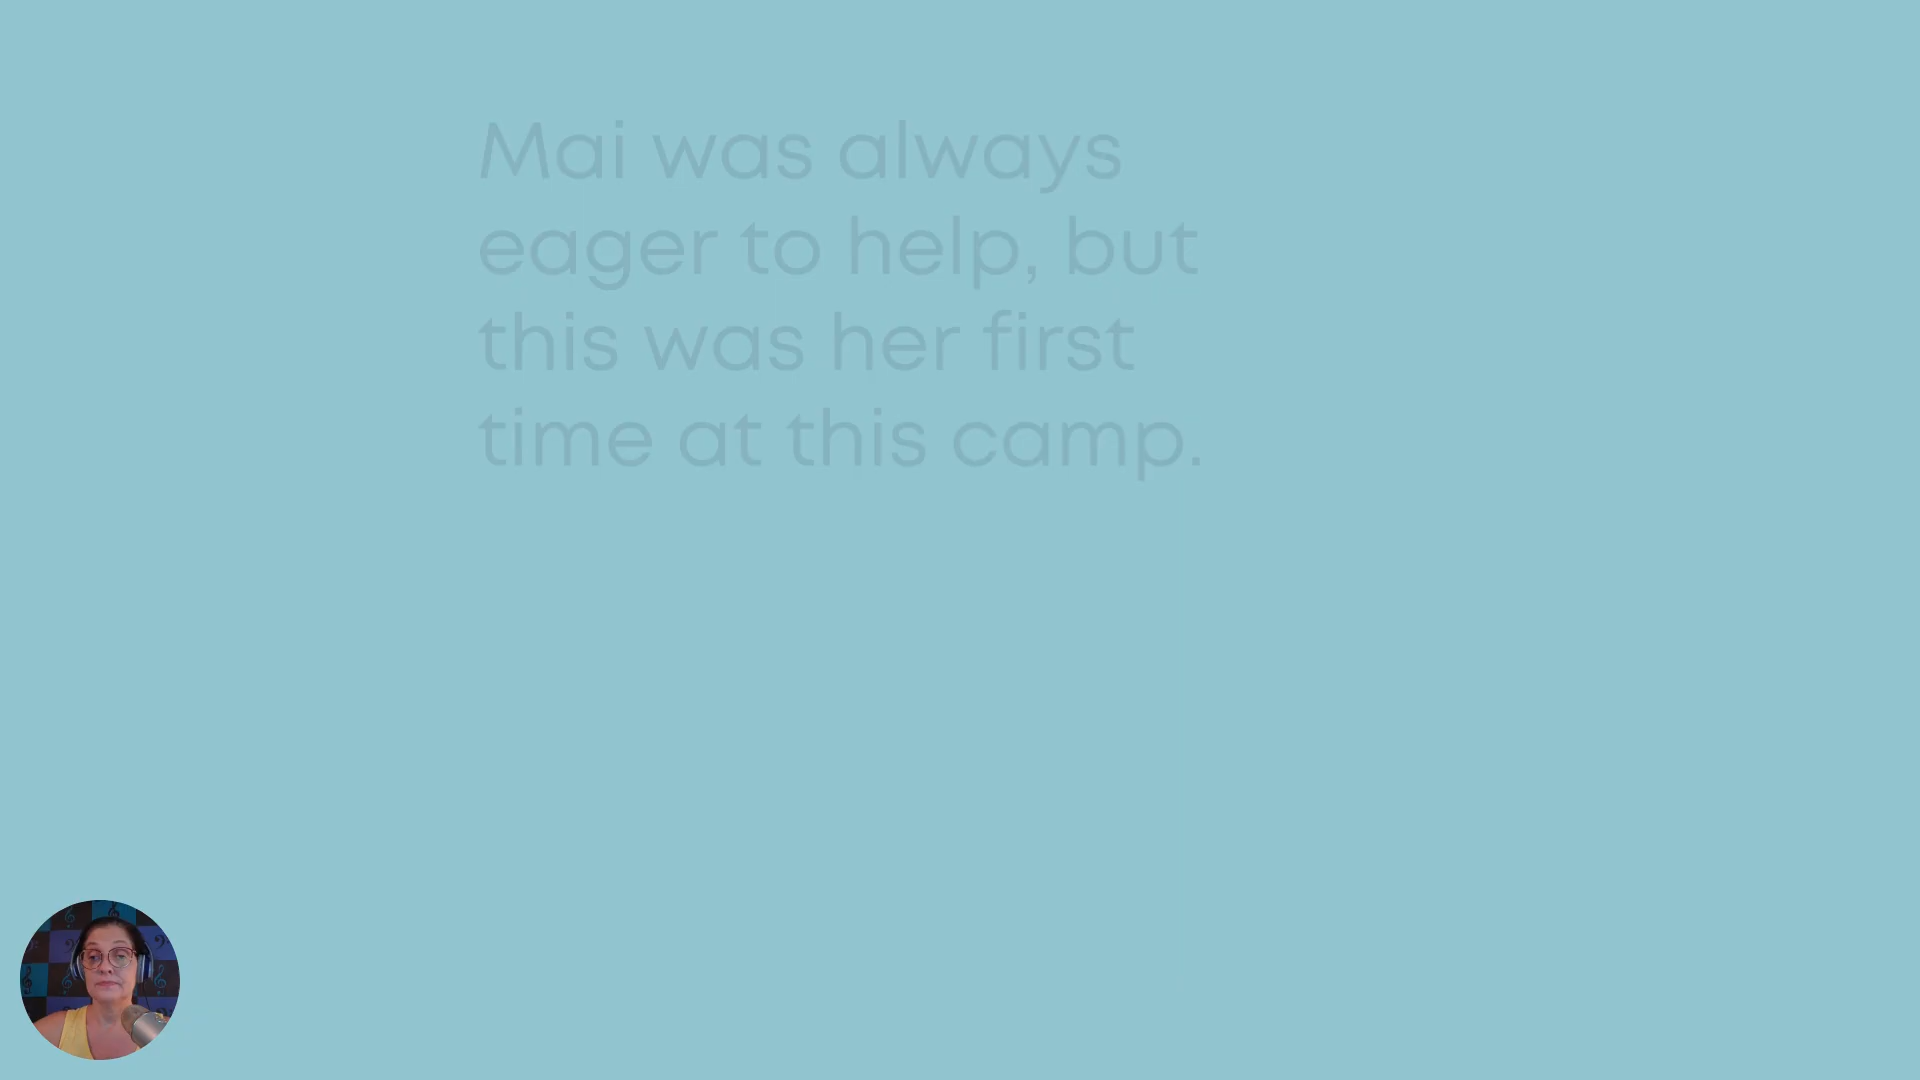 Mai was always
eager to help, but
this was her first
time at this camp.